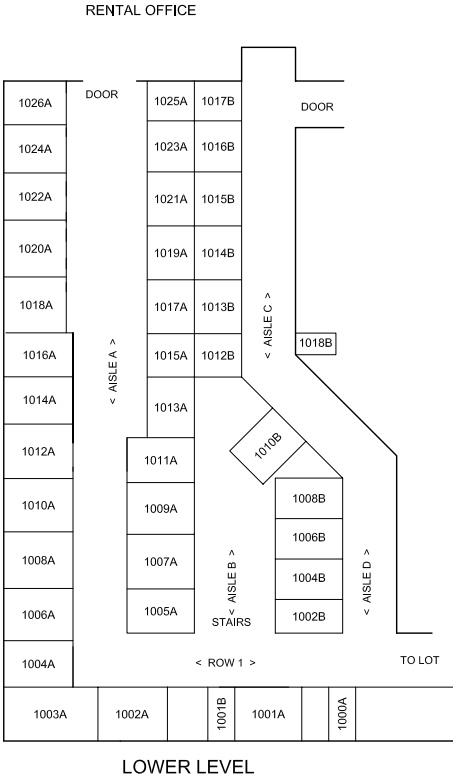 RENTAL OFFICE
1026A
DOOR
1025A 1017B
DOOR
1024A
1023A 1016B
1022A
1021A 1015B
1020A
1019A 1014B
1018A
1017A 1013B
< AISLE C >
1018B
1016A
< AISLE A >
1015A 1012B
1014A
1013A
1012A
1011A
1010B
1010A
1009A
1008B
1006B
1008A
1007A
< AISLE B >
1004B
< AISLE D >
1006A
1005A
STAIRS
1002B
1004A
< ROW 1 >
TO LOT
1003A
1002A
1001B
1001A
1000A
LOWER LEVEL